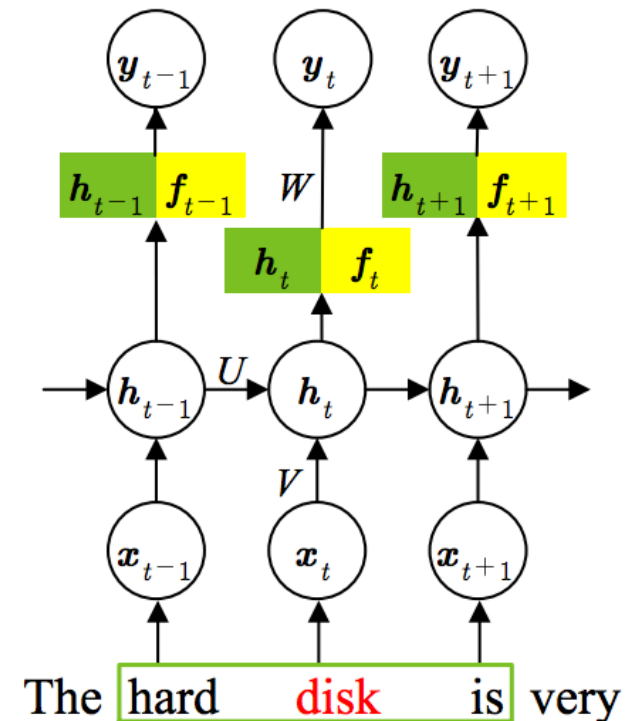 y t−1 y t y t+1
h t−1 f t−1 W h t+1 f t+1
h t f t
h t−1 U h t h t+1
V
x t−1 x t x t+1
The hard disk is very